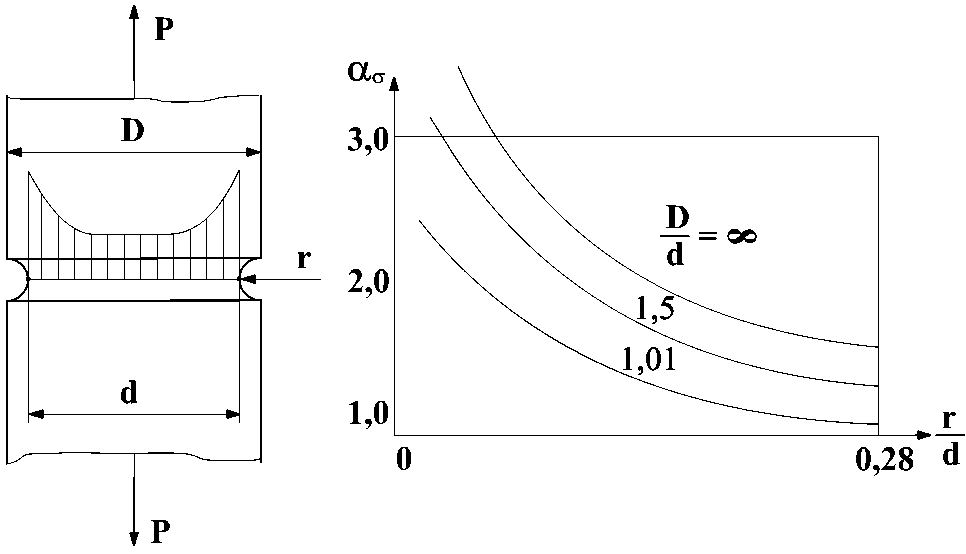 P
D
r
d
P
ασ
3,0
2,0
1,0
D/d = ∞
1,5
1,01
0
0,28
r/d